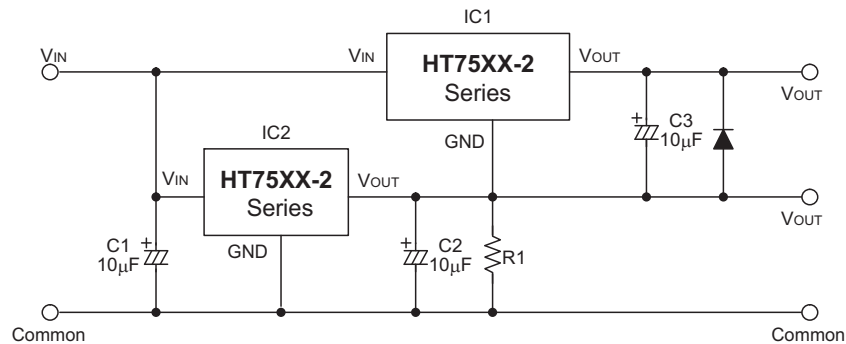 IC1
VIN
VIN
HT75XX-2
Series
VOUT
VOUT
GND
C3
+
10μF
IC2
VIN
HT75XX-2
Series
VOUT
GND
VOUT
C1
+
10μF
C2
+
10μF
R1
Common
Common